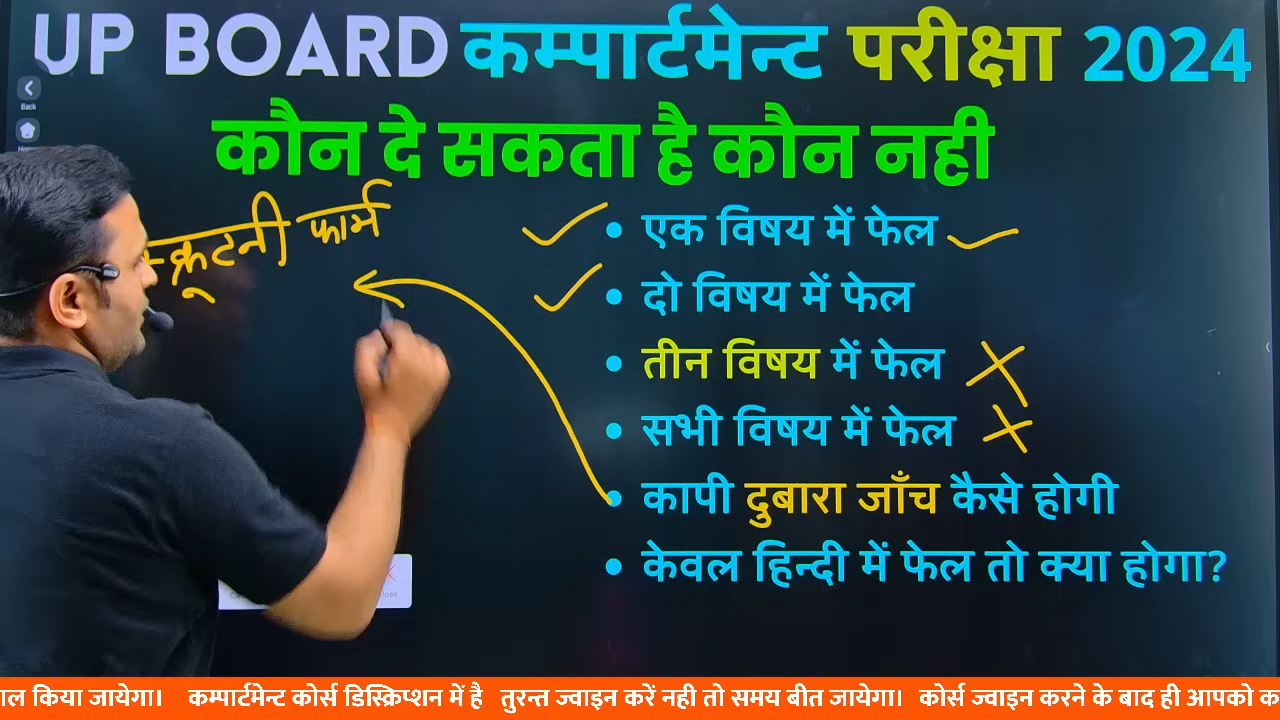 UP BOARD कम्पार्टमेन्ट परीक्षा 2024
कौन दे सकता है कौन नही
Back
स्क्रूटनी फार्म
• एक विषय में फेल
• दो विषय में फेल
• तीन विषय में फेल
• सभी विषय में फेल
• कापी दुबारा जाँच कैसे होगी
• केवल हिन्दी में फेल तो क्या होगा?
किया जायेगा। कम्पार्टमेन्ट कोर्स डिस्क्रिप्शन में है तुरन्त ज्वाइन करें नही तो समय बीत जायेगा। कोर्स ज्वाइन करने के बाद ही आपको